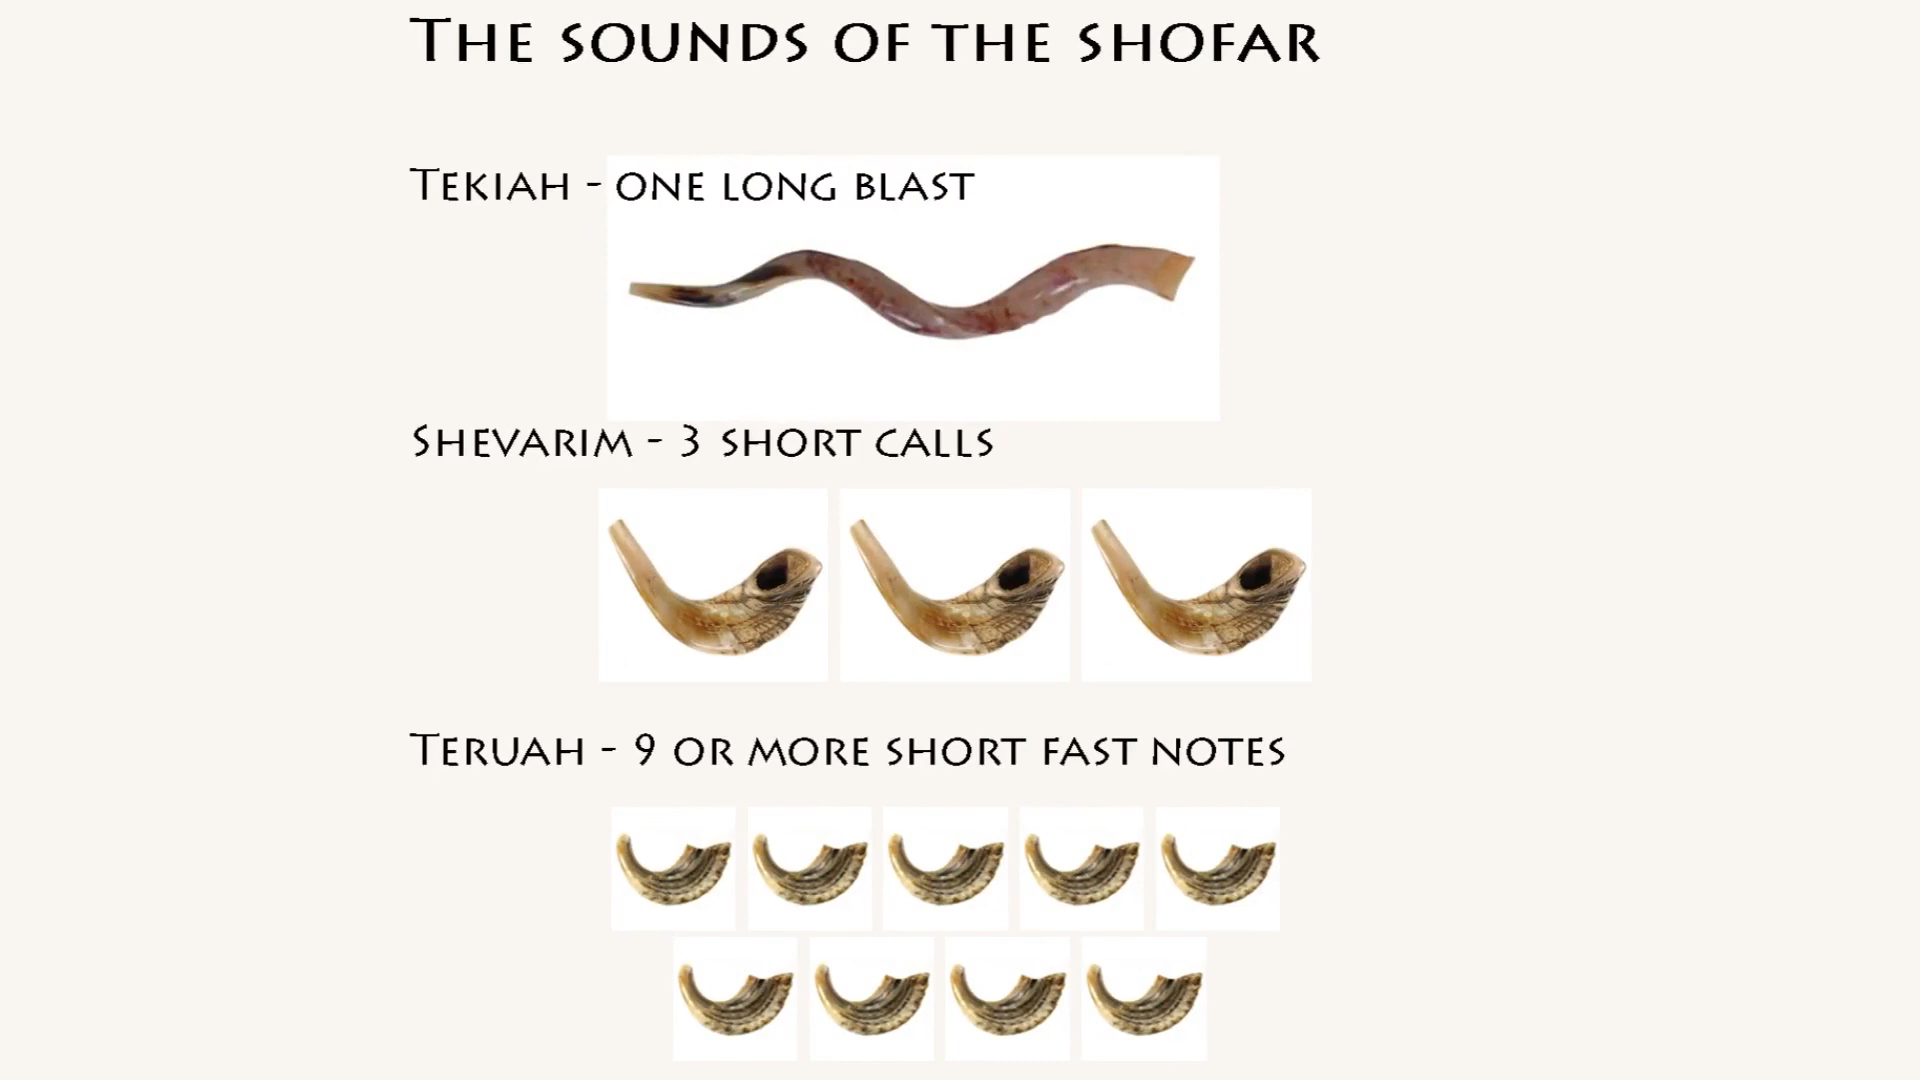 The sounds of the shofar
Tekiah - one long blast
Shevarim - 3 short calls
Teruah - 9 or more short fast notes